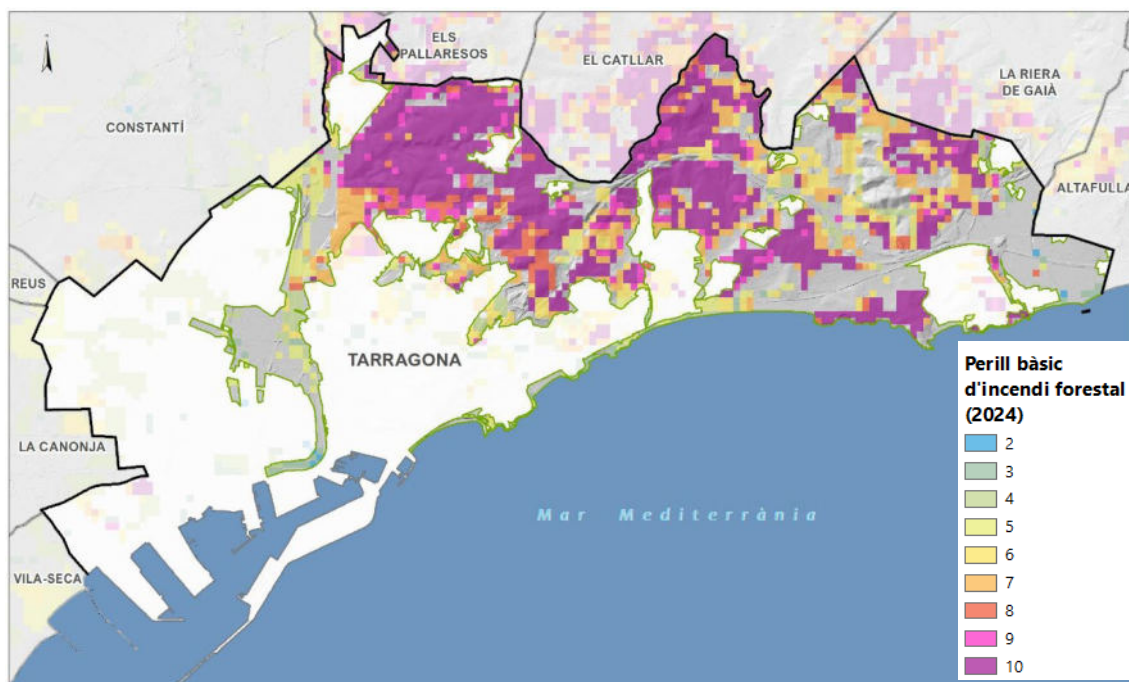 ELS
PALLARESOS
EL CATLLAR
LA RIERA
DE GAIÀ
CONSTANTÍ
ALTAFULLA
REUS
TARRAGONA
LA CANONJA
Mar Mediterrània
VILA-SECA
Perill bàsic
d'incendi forestal
(2024)
2
3
4
5
6
7
8
9
10